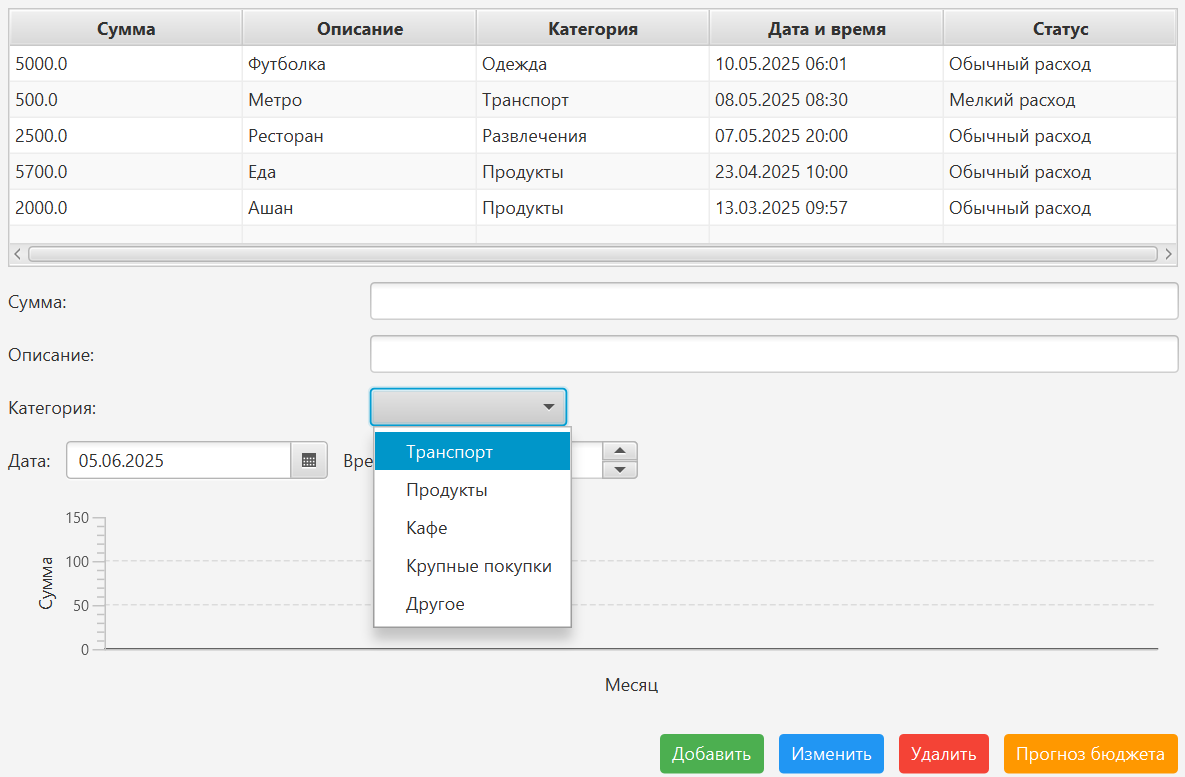 Сумма Описание Категория Дата и время Статус
5000.0 Футболка Одежда 10.05.2025 06:01 Обычный расход
500.0 Метро Транспорт 08.05.2025 08:30 Мелкий расход
2500.0 Ресторан Развлечения 07.05.2025 20:00 Обычный расход
5700.0 Еда Продукты 23.04.2025 10:00 Обычный расход
2000.0 Ашан Продукты 13.03.2025 09:57 Обычный расход
Сумма:
Описание:
Категория:
Дата: 05.06.2025 Вре
Транспорт
Продукты
Кафе
Крупные покупки
Другое
150
100
50
0
Сумма
Месяц
Добавить Изменить Удалить Прогноз бюджета